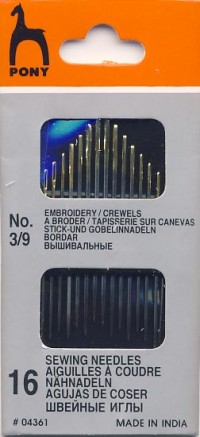 PONY
No.
3/9
EMBROIDERY / CREWELS
A BRODER / TAPISSERIE SUR CANEVAS
STICK-UND GOBELINNADELN
BORDAR
ВЫШИВАЛЬНЫЕ
16
SEWING NEEDLES
AIGUILLES À COUDRE
NÄHNADELN
AGUJAS DE COSER
ШВЕЙНЫЕ ИГЛЫ
# 04361
MADE IN INDIA